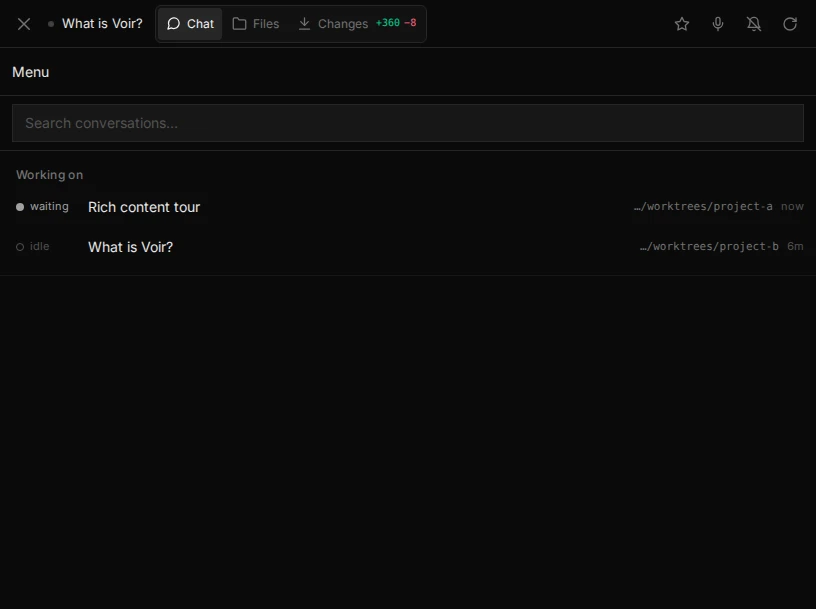 What is Voir? Chat Files Changes +360 −8
Menu
Search conversations...
Working on
waiting Rich content tour …/worktrees/project-a now
idle What is Voir? …/worktrees/project-b 6m